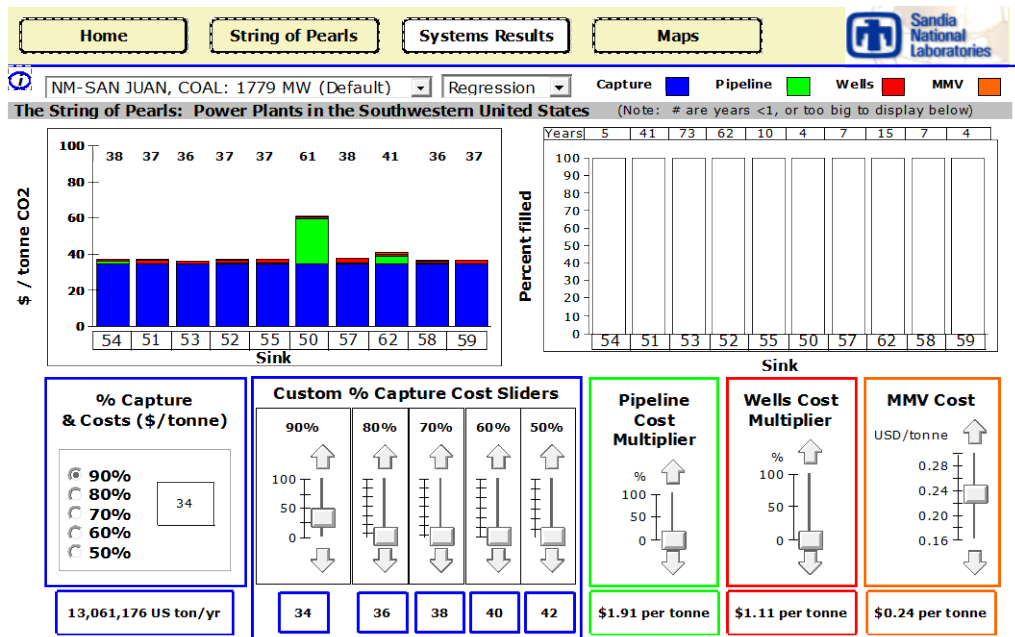 Home
String of Pearls
Systems Results
Maps
Sandia
National
Laboratories
i
NM-SAN JUAN, COAL: 1779 MW (Default)
Regression
Capture
Pipeline
Wells
MMV
The String of Pearls: Power Plants in the Southwestern United States
(Note: # are years <1, or too big to display below)
$ / tonne CO2
100
80
60
40
20
0
38 37 36 37 37 61 38 41 36 37
54 51 53 52 55 50 57 62 58 59
Sink
Years 5 41 73 62 10 4 7 15 7 4
Percent filled
100
90
80
70
60
50
40
30
20
10
0
54 51 53 52 55 50 57 62 58 59
Sink
% Capture
& Costs ($/tonne)
90%
80%
70%
60%
50%
34
13,061,176 US ton/yr
Custom % Capture Cost Sliders
90% 80% 70% 60% 50%
100
50
0
34 36 38 40 42
Pipeline
Cost
Multiplier
%
100
50
0
$1.91 per tonne
Wells Cost
Multiplier
%
100
50
0
$1.11 per tonne
MMV Cost
USD/tonne
0.28
0.24
0.20
0.16
$0.24 per tonne